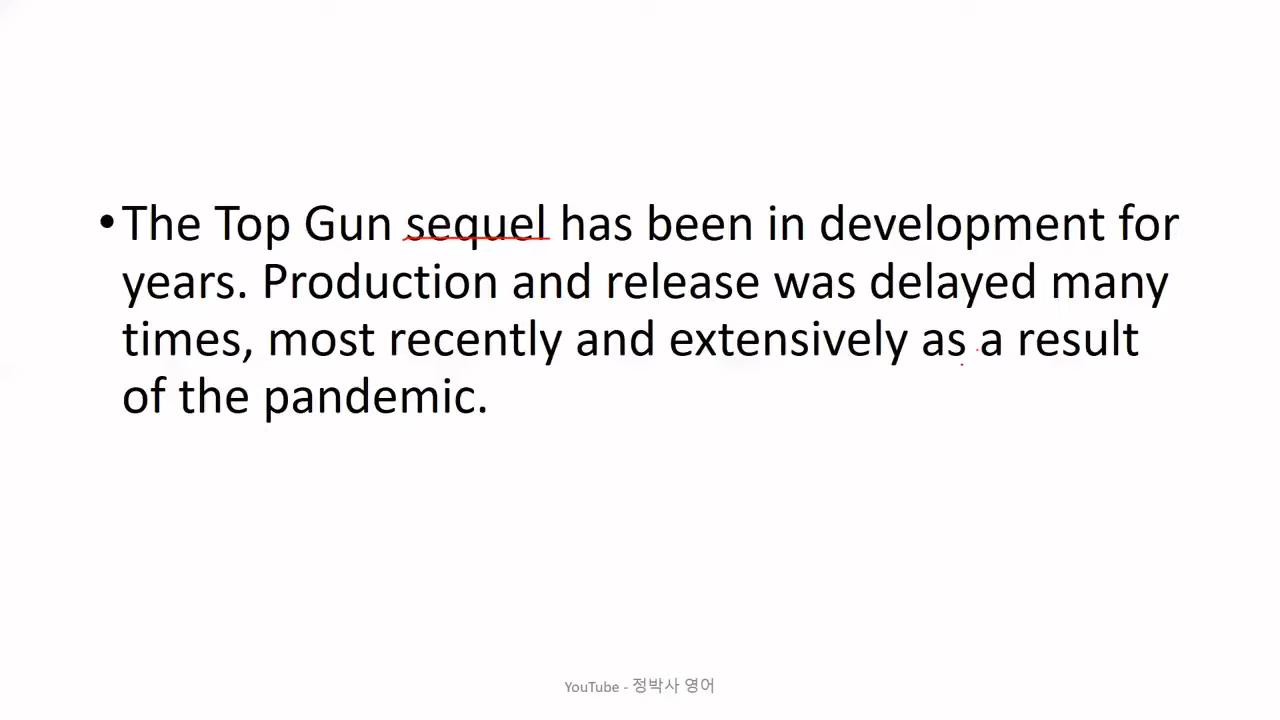 •The Top Gun sequel has been in development for
years. Production and release was delayed many
times, most recently and extensively as a result
of the pandemic.
YouTube - 정박사 영어